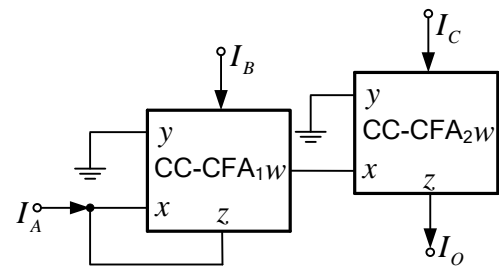 I_B
I_C
y
CC-CFA₁w
x
z
I_A
y
CC-CFA₂w
x
z
I_O